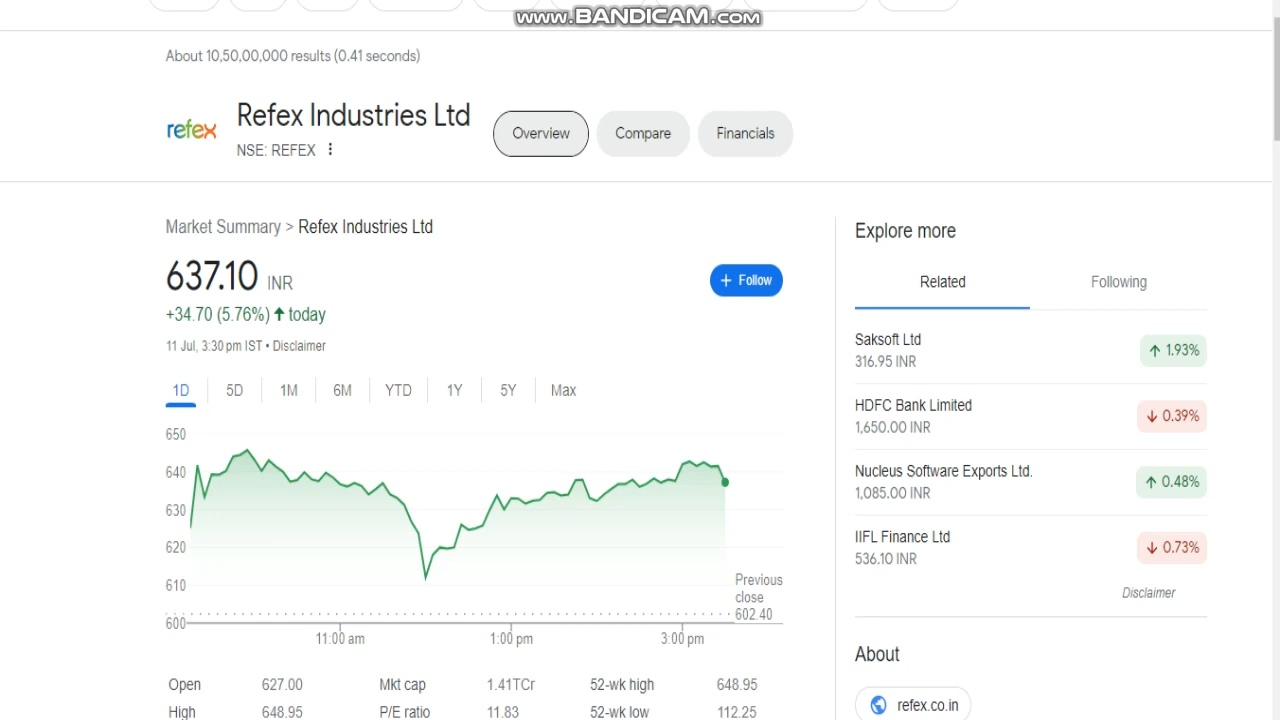 www.BANDICAM.com
About 10,50,00,000 results (0.41 seconds)
refex
Refex Industries Ltd
NSE: REFEX
Overview
Compare
Financials
Market Summary > Refex Industries Ltd
637.10 INR
+34.70 (5.76%) ↑ today
11 Jul, 3:30 pm IST • Disclaimer
+ Follow
1D 5D 1M 6M YTD 1Y 5Y Max
650
640
630
620
610
600
Previous
close
602.40
11:00 am 1:00 pm 3:00 pm
Open 627.00 Mkt cap 1.41TCr 52-wk high 648.95
High 648.95 P/E ratio 11.83 52-wk low 112.25
Explore more
Related Following
Saksoft Ltd
316.95 INR
↑ 1.93%
HDFC Bank Limited
1,650.00 INR
↓ 0.39%
Nucleus Software Exports Ltd.
1,085.00 INR
↑ 0.48%
IIFL Finance Ltd
536.10 INR
↓ 0.73%
Disclaimer
About
refex.co.in